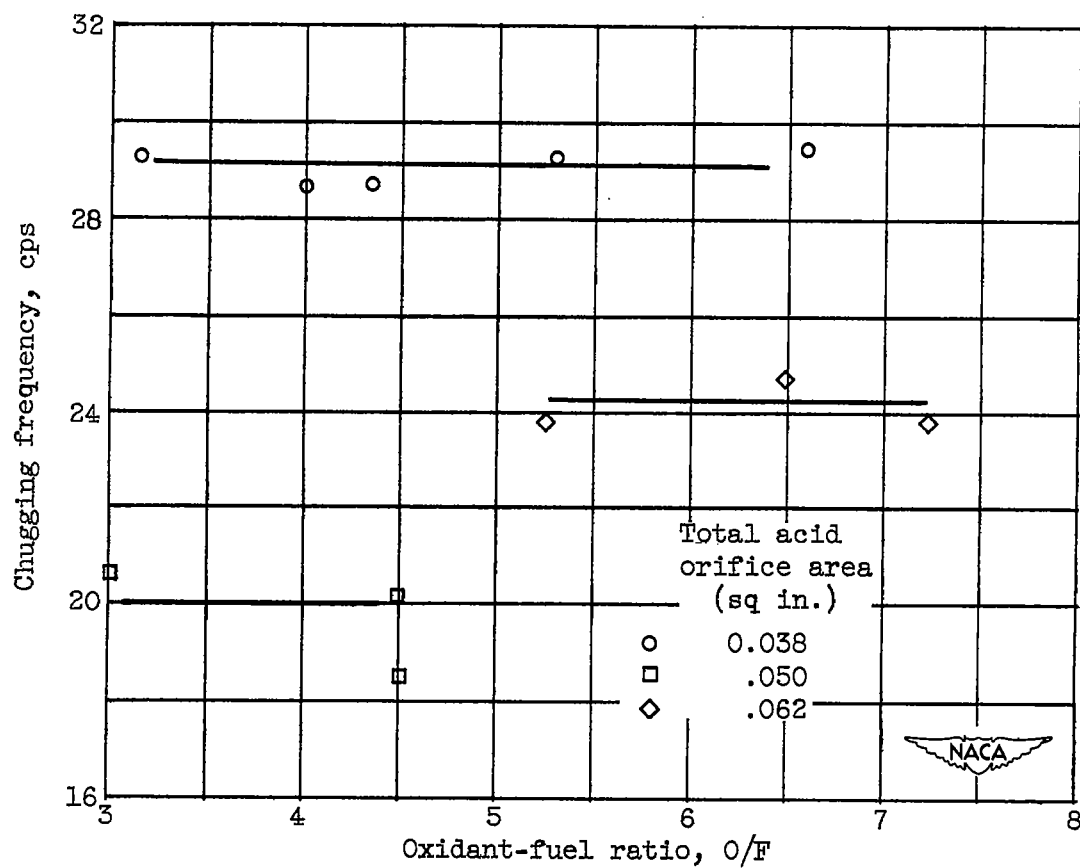 32
28
24
20
16
Chugging frequency, cps
Total acid
orifice area
(sq in.)
0.038
.050
.062
NACA
3 4 5 6 7 8
Oxidant-fuel ratio, O/F